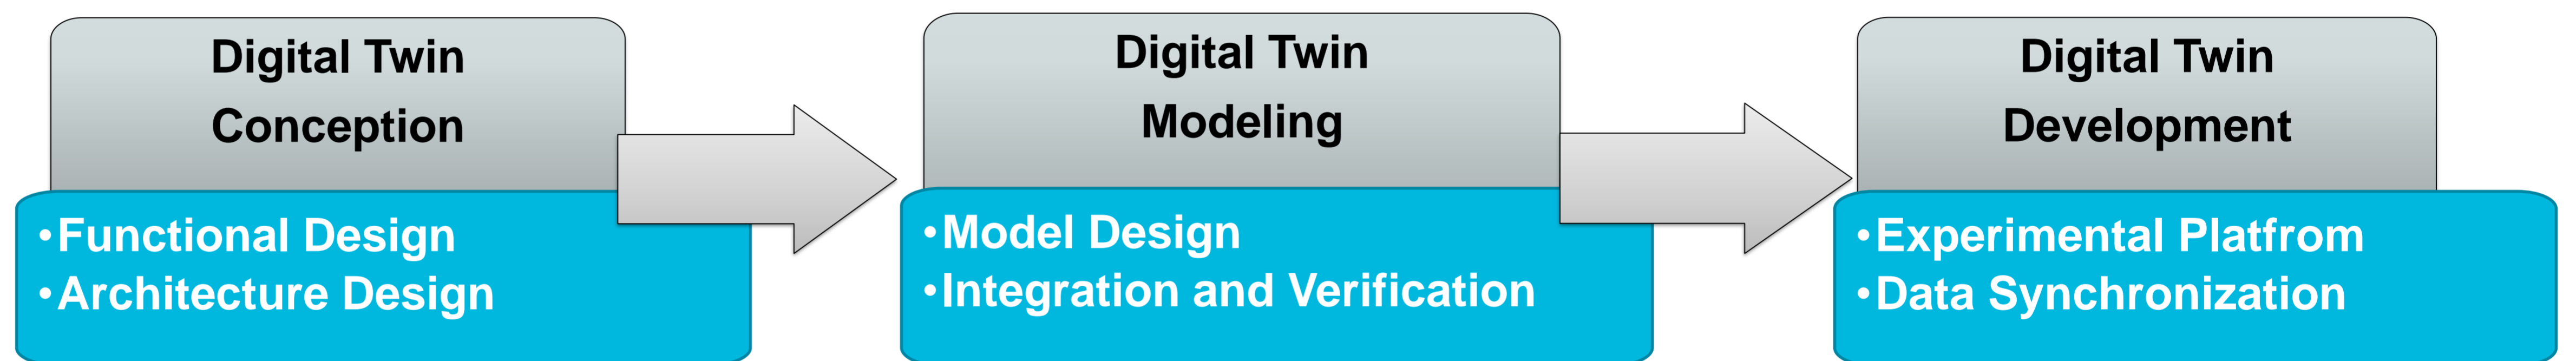 Digital Twin
Conception
•Functional Design
•Architecture Design
Digital Twin
Modeling
•Model Design
•Integration and Verification
Digital Twin
Development
•Experimental Platfrom
•Data Synchronization